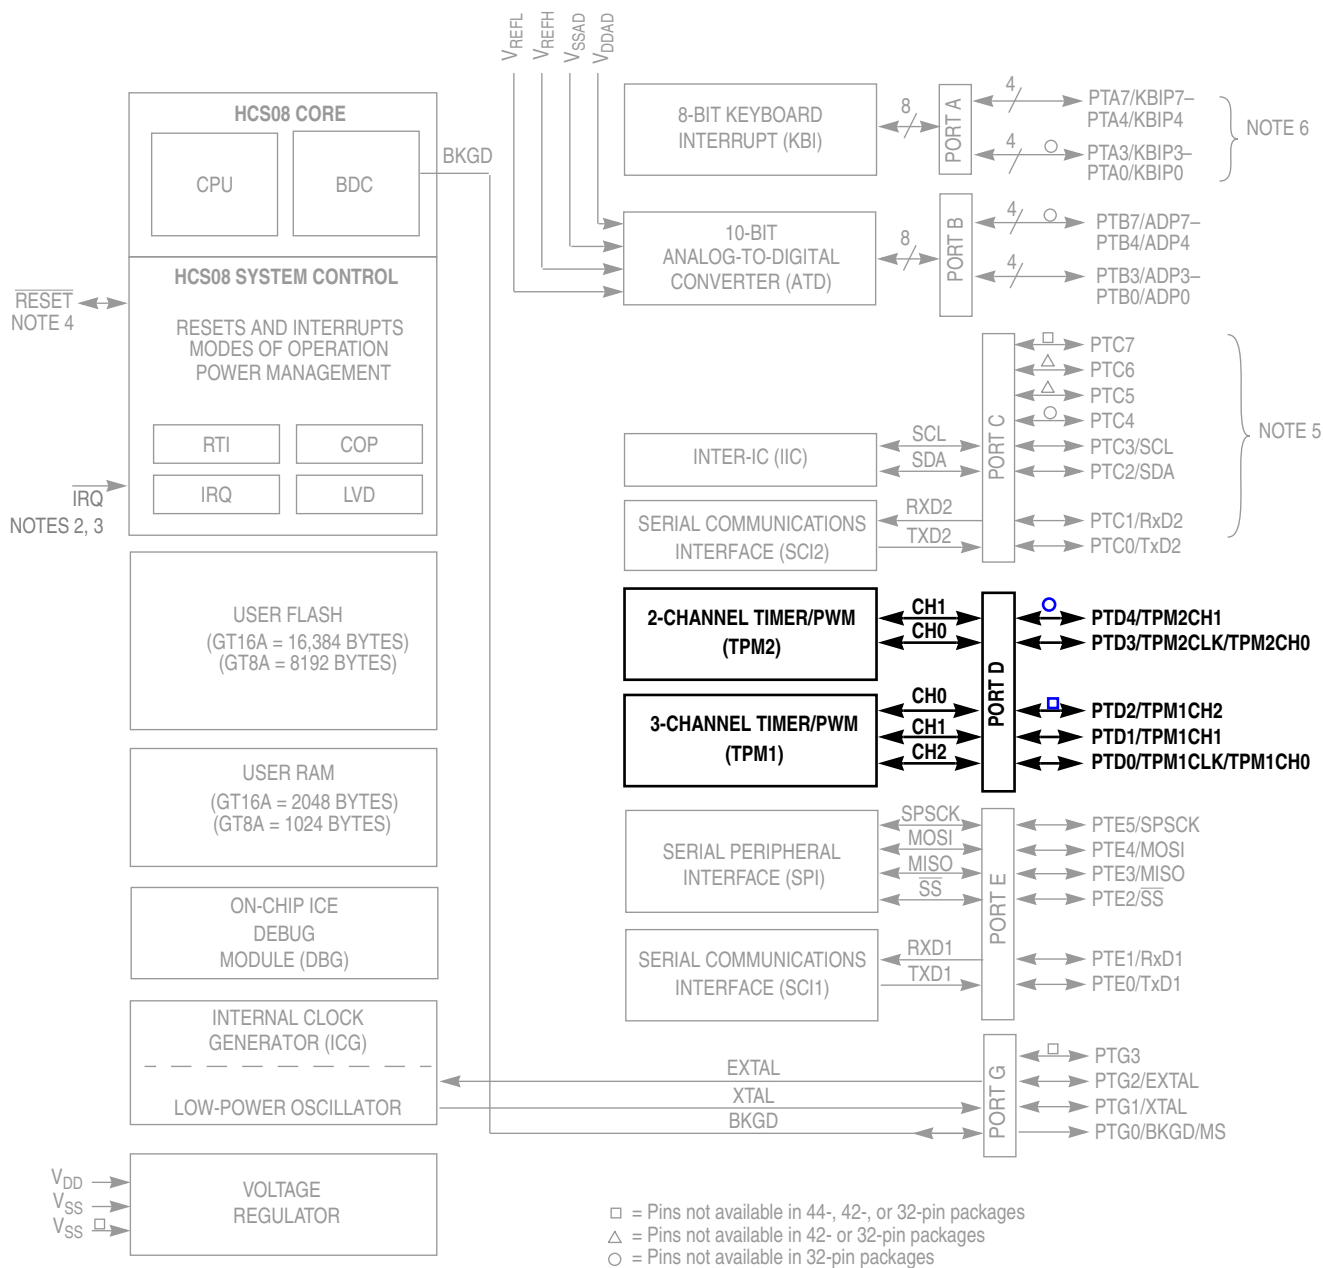 V_REFL
V_REFH
V_SSAD
V_DDAD
HCS08 CORE
CPU
BDC
BKGD
HCS08 SYSTEM CONTROL
RESETS AND INTERRUPTS
MODES OF OPERATION
POWER MANAGEMENT
RTI
COP
IRQ
LVD
RESET
NOTE 4
IRQ
NOTES 2, 3
USER FLASH
(GT16A = 16,384 BYTES)
(GT8A = 8192 BYTES)
USER RAM
(GT16A = 2048 BYTES)
(GT8A = 1024 BYTES)
ON-CHIP ICE
DEBUG
MODULE (DBG)
INTERNAL CLOCK
GENERATOR (ICG)
LOW-POWER OSCILLATOR
V_DD
V_SS
V_SS
VOLTAGE
REGULATOR
8-BIT KEYBOARD
INTERRUPT (KBI)
8
PORT A
4
PTA7/KBIP7–
PTA4/KBIP4
4
PTA3/KBIP3–
PTA0/KBIP0
NOTE 6
10-BIT
ANALOG-TO-DIGITAL
CONVERTER (ATD)
8
PORT B
4
PTB7/ADP7–
PTB4/ADP4
4
PTB3/ADP3–
PTB0/ADP0
INTER-IC (IIC)
SCL
SDA
SERIAL COMMUNICATIONS
INTERFACE (SCI2)
RXD2
TXD2
PORT C
PTC7
PTC6
PTC5
PTC4
PTC3/SCL
PTC2/SDA
PTC1/RxD2
PTC0/TxD2
NOTE 5
2-CHANNEL TIMER/PWM
(TPM2)
CH1
CH0
3-CHANNEL TIMER/PWM
(TPM1)
CH0
CH1
CH2
PORT D
PTD4/TPM2CH1
PTD3/TPM2CLK/TPM2CH0
PTD2/TPM1CH2
PTD1/TPM1CH1
PTD0/TPM1CLK/TPM1CH0
SERIAL PERIPHERAL
INTERFACE (SPI)
SPSCK
MOSI
MISO
SS
SERIAL COMMUNICATIONS
INTERFACE (SCI1)
RXD1
TXD1
PORT E
PTE5/SPSCK
PTE4/MOSI
PTE3/MISO
PTE2/SS
PTE1/RxD1
PTE0/TxD1
EXTAL
XTAL
BKGD
PORT G
PTG3
PTG2/EXTAL
PTG1/XTAL
PTG0/BKGD/MS
□ = Pins not available in 44-, 42-, or 32-pin packages
△ = Pins not available in 42- or 32-pin packages
○ = Pins not available in 32-pin packages